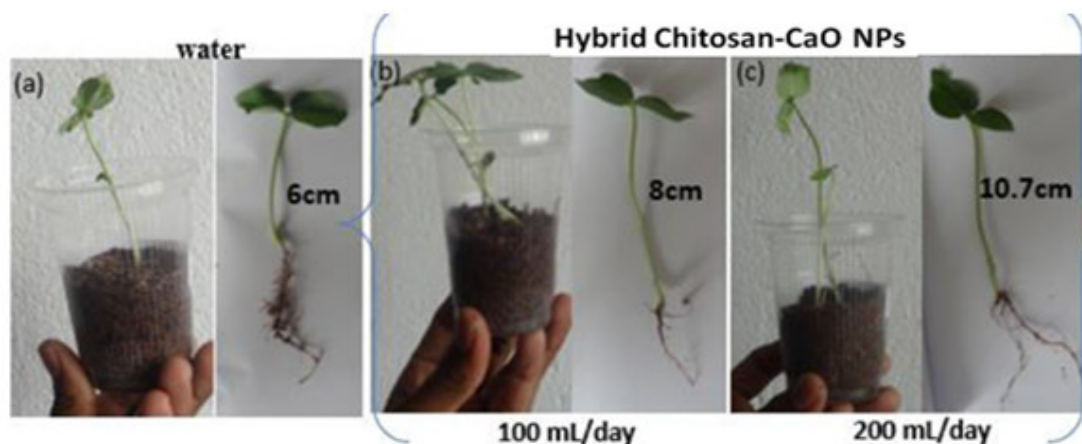 water
Hybrid Chitosan-CaO NPs
(a)
6cm
(b)
8cm
(c)
10.7cm
100 mL/day
200 mL/day